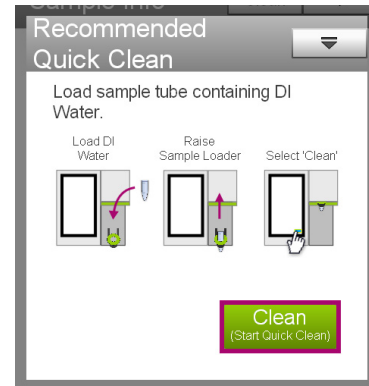 Sample Info
Recommended
Quick Clean
Load sample tube containing DI
Water.
Load DI
Water
Raise
Sample Loader
Select 'Clean'
Clean
(Start Quick Clean)